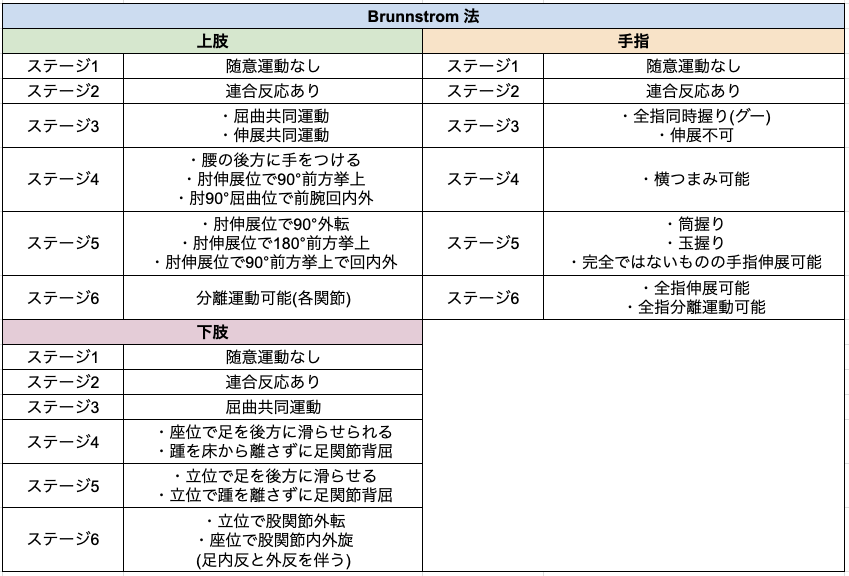 Brunnstrom 法
上肢
手指
ステージ1
随意運動なし
ステージ1
随意運動なし
ステージ2
連合反応あり
ステージ2
連合反応あり
ステージ3
・屈曲共同運動
・伸展共同運動
ステージ3
・全指同時握り(グー)
・伸展不可
ステージ4
・腰の後方に手をつける
・肘伸展位で90°前方挙上
・肘90°屈曲位で前腕回内外
ステージ4
・横つまみ可能
ステージ5
・肘伸展位で90°外転
・肘伸展位で180°前方挙上
・肘伸展位で90°前方挙上で回内外
ステージ5
・筒握り
・玉握り
・完全ではないものの手指伸展可能
ステージ6
分離運動可能(各関節)
ステージ6
・全指伸展可能
・全指分離運動可能
下肢
ステージ1
随意運動なし
ステージ2
連合反応あり
ステージ3
屈曲共同運動
ステージ4
・座位で足を後方に滑らせられる
・踵を床から離さずに足関節背屈
ステージ5
・立位で足を後方に滑らせる
・立位で踵を離さずに足関節背屈
ステージ6
・立位で股関節外転
・座位で股関節内外旋
(足内反と外反を伴う)